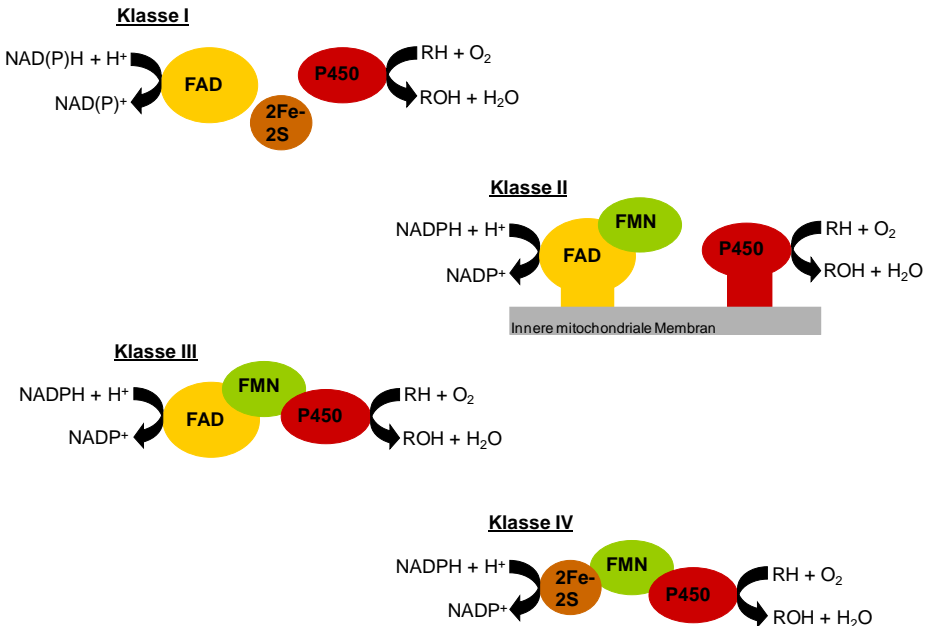 Klasse I
NAD(P)H + H⁺
NAD(P)⁺
FAD
2Fe-
2S
P450
RH + O₂
ROH + H₂O
Klasse II
NADPH + H⁺
NADP⁺
FAD
FMN
P450
RH + O₂
ROH + H₂O
Innere mitochondriale Membran
Klasse III
NADPH + H⁺
NADP⁺
FAD
FMN
P450
RH + O₂
ROH + H₂O
Klasse IV
NADPH + H⁺
NADP⁺
2Fe-
2S
FMN
P450
RH + O₂
ROH + H₂O